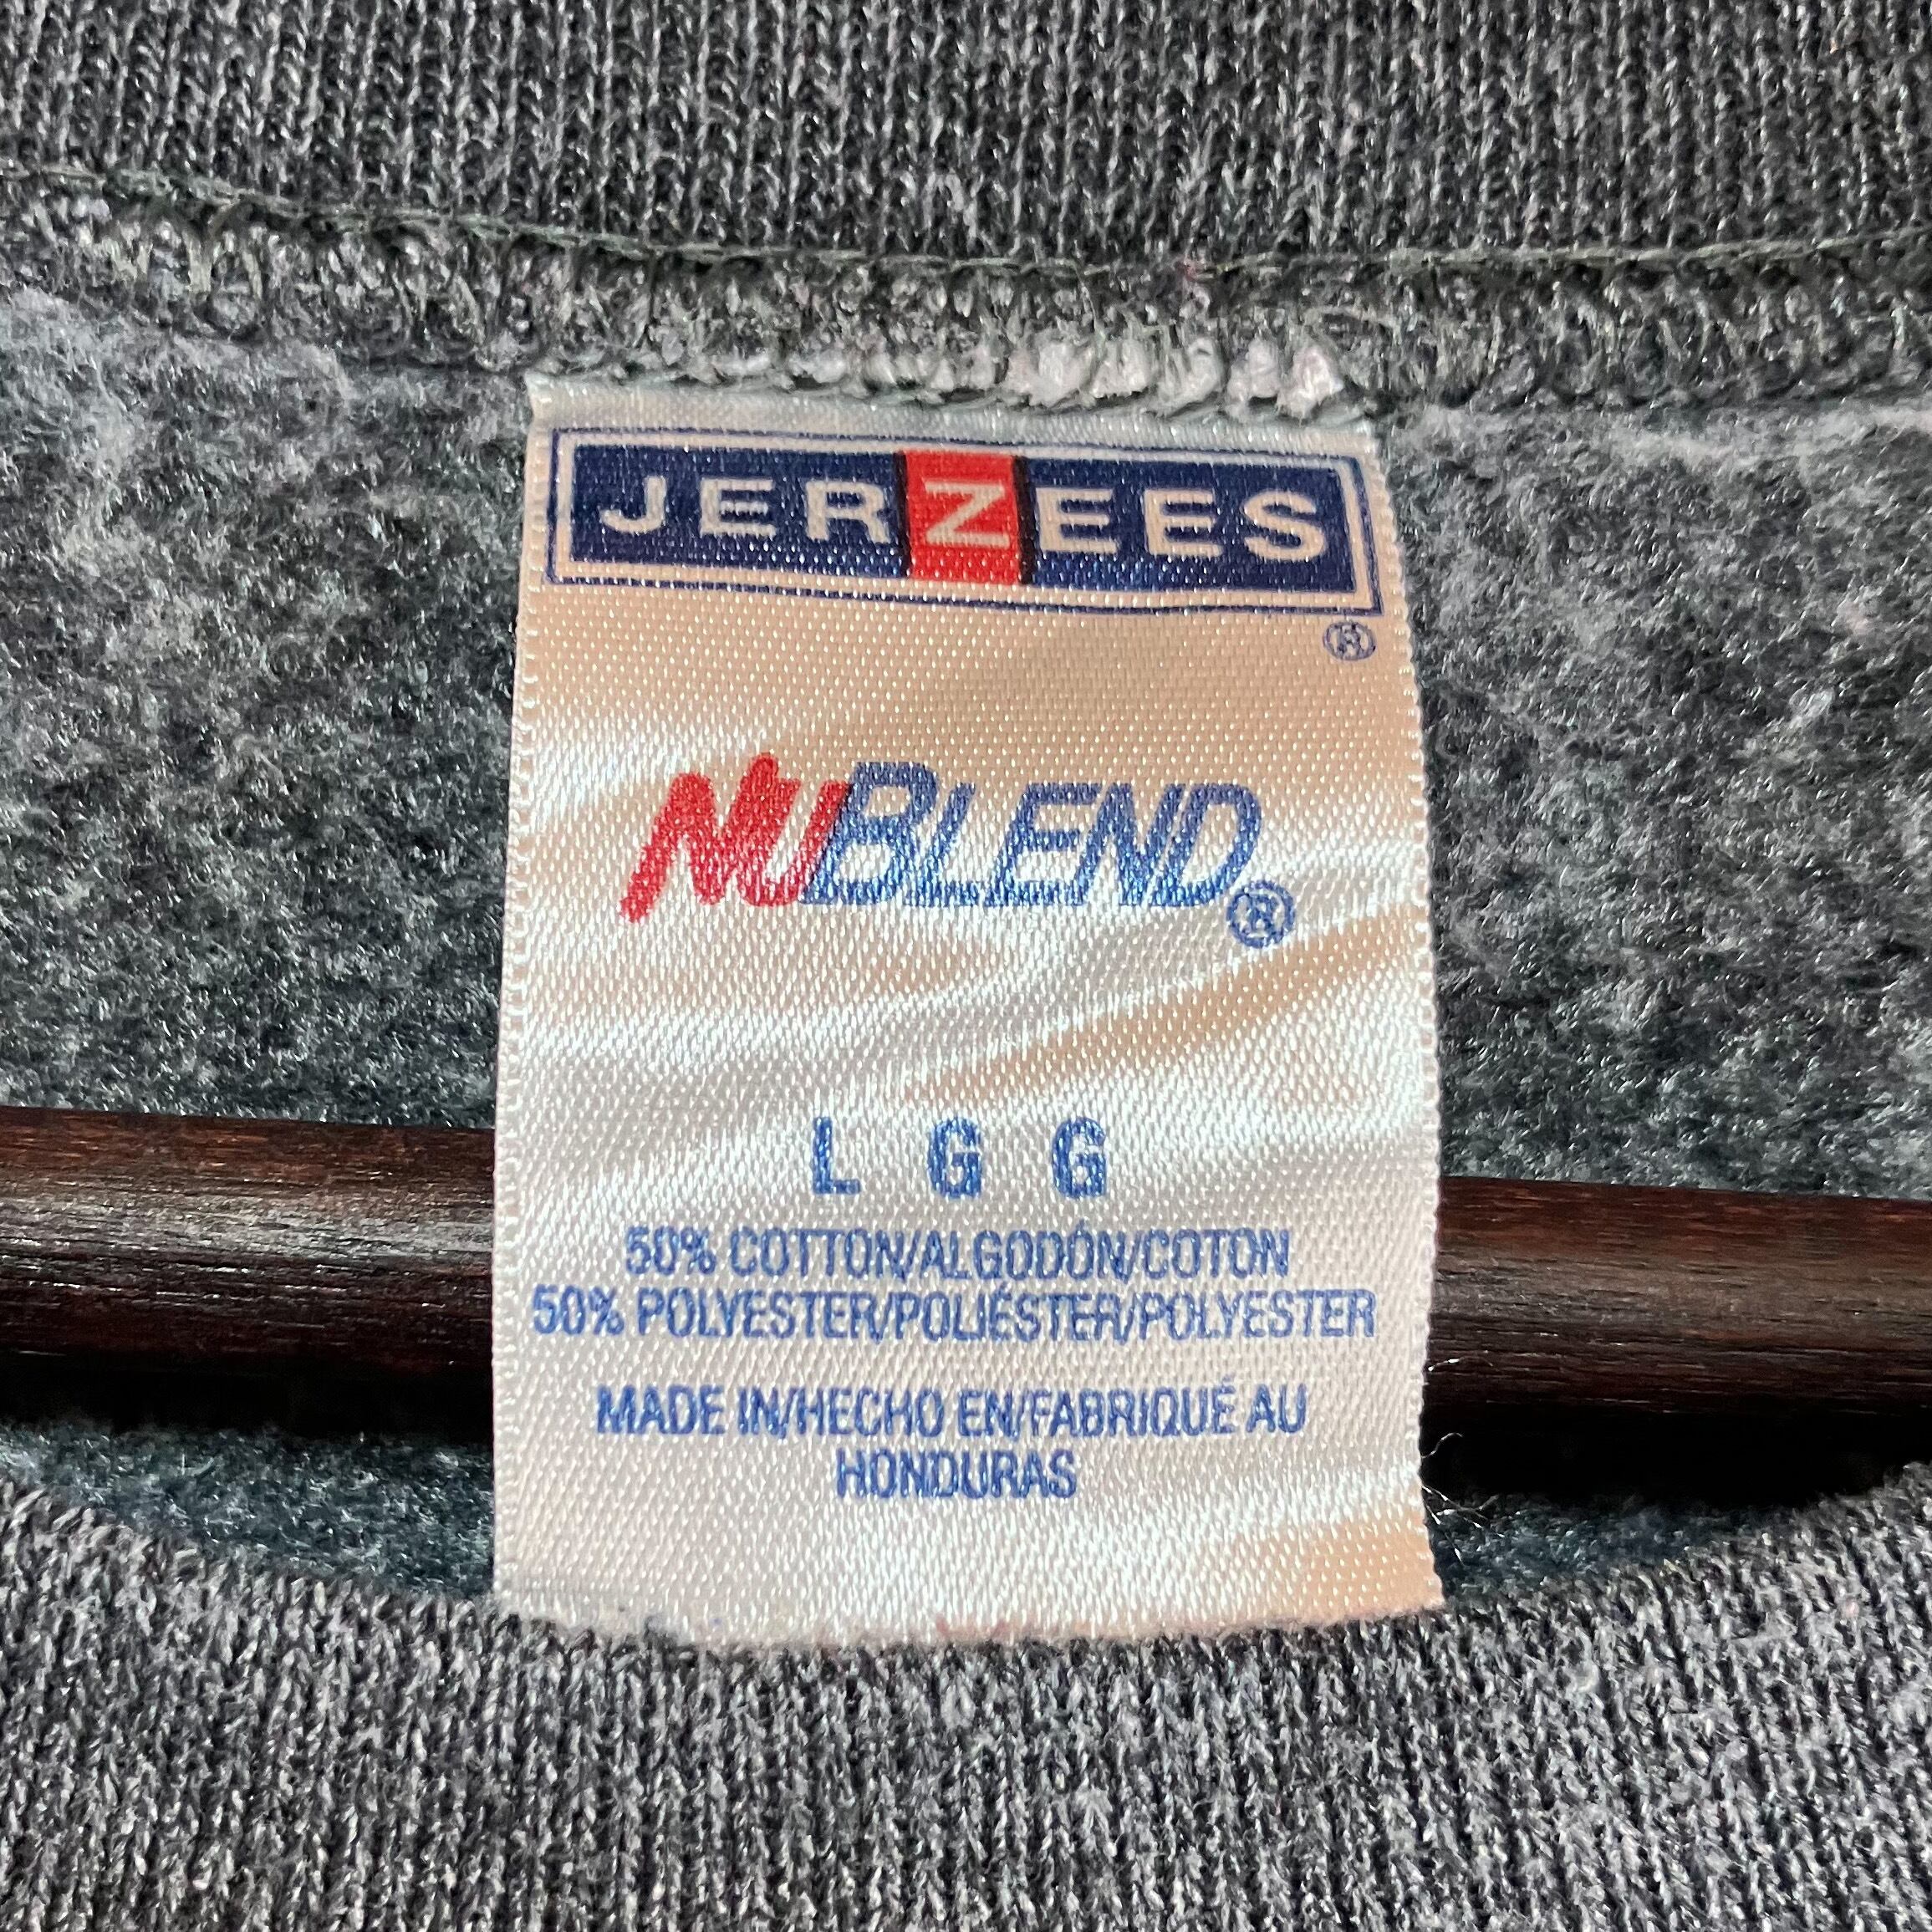 JERZEES
®
NUBLEND®
L G G
50% COTTON/ALGODÓN/COTON
50% POLYESTER/POLIÉSTER/POLYESTER
MADE IN/HECHO EN/FABRIQUÉ AU
HONDURAS